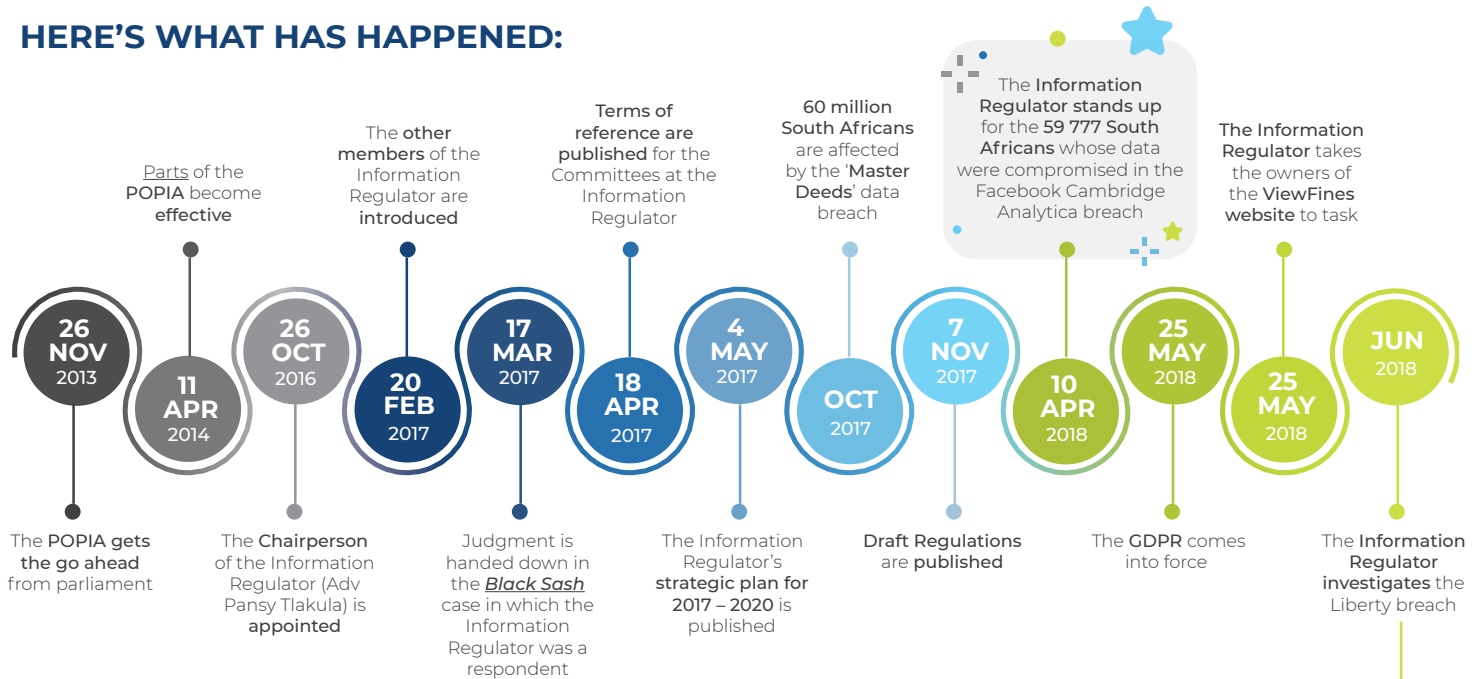 HERE'S WHAT HAS HAPPENED:
26
NOV
2013
The POPIA gets
the go ahead
from parliament
Parts of the
POPIA become
effective
11
APR
2014
26
OCT
2016
The Chairperson
of the Information
Regulator (Adv
Pansy Tlakula) is
appointed
The other
members of the
Information
Regulator are
introduced
20
FEB
2017
17
MAR
2017
Judgment is
handed down in
the Black Sash
case in which the
Information
Regulator was a
respondent
Terms of
reference are
published for the
Committees at the
Information
Regulator
18
APR
2017
4
MAY
2017
The Information
Regulator's
strategic plan for
2017 – 2020 is
published
60 million
South Africans
are affected
by the 'Master
Deeds' data
breach
OCT
2017
7
NOV
2017
Draft Regulations
are published
The Information
Regulator stands up
for the 59 777 South
Africans whose data
were compromised in the
Facebook Cambridge
Analytica breach
10
APR
2018
25
MAY
2018
The GDPR comes
into force
The Information
Regulator takes
the owners of
the ViewFines
website to task
25
MAY
2018
JUN
2018
The Information
Regulator
investigates the
Liberty breach